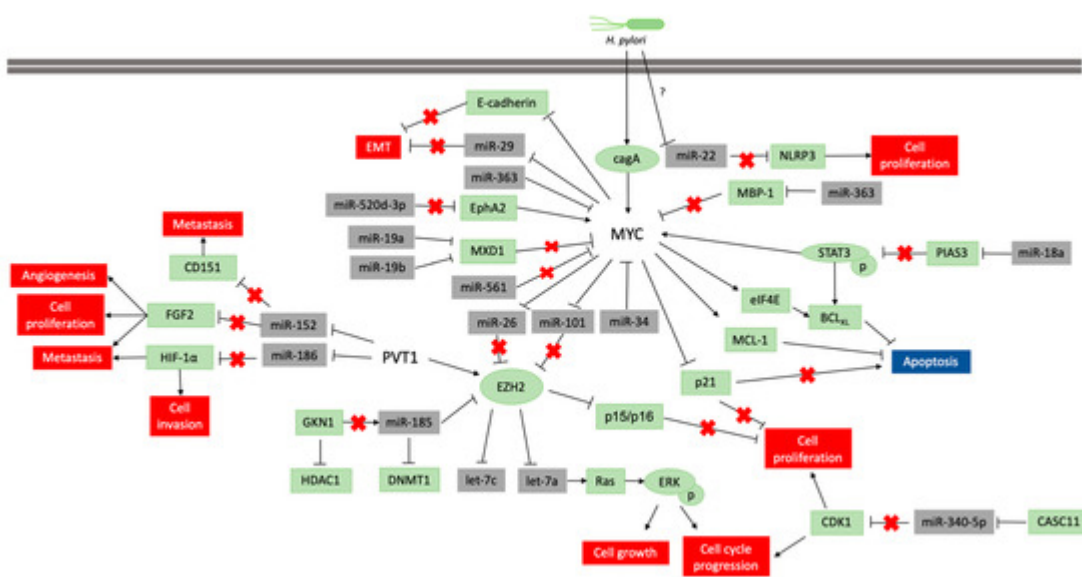 H. pylori
?
E-cadherin
EMT
miR-29
miR-363
cagA
miR-22
NLRP3
Cell
proliferation
MBP-1
miR-363
miR-520d-3p
EphA2
Metastasis
miR-19a
MXD1
miR-19b
MYC
STAT3
p
PIAS3
miR-18a
CD151
Angiogenesis
miR-561
eIF4E
BCLXL
Cell
proliferation
FGF2
miR-152
miR-26
miR-101
miR-34
MCL-1
Metastasis
HIF-1α
miR-186
PVT1
Apoptosis
EZH2
p21
Cell
invasion
GKN1
miR-185
p15/p16
Cell
proliferation
HDAC1
DNMT1
let-7c
let-7a
Ras
ERK
p
CDK1
miR-340-5p
CASC11
Cell growth
Cell cycle
progression